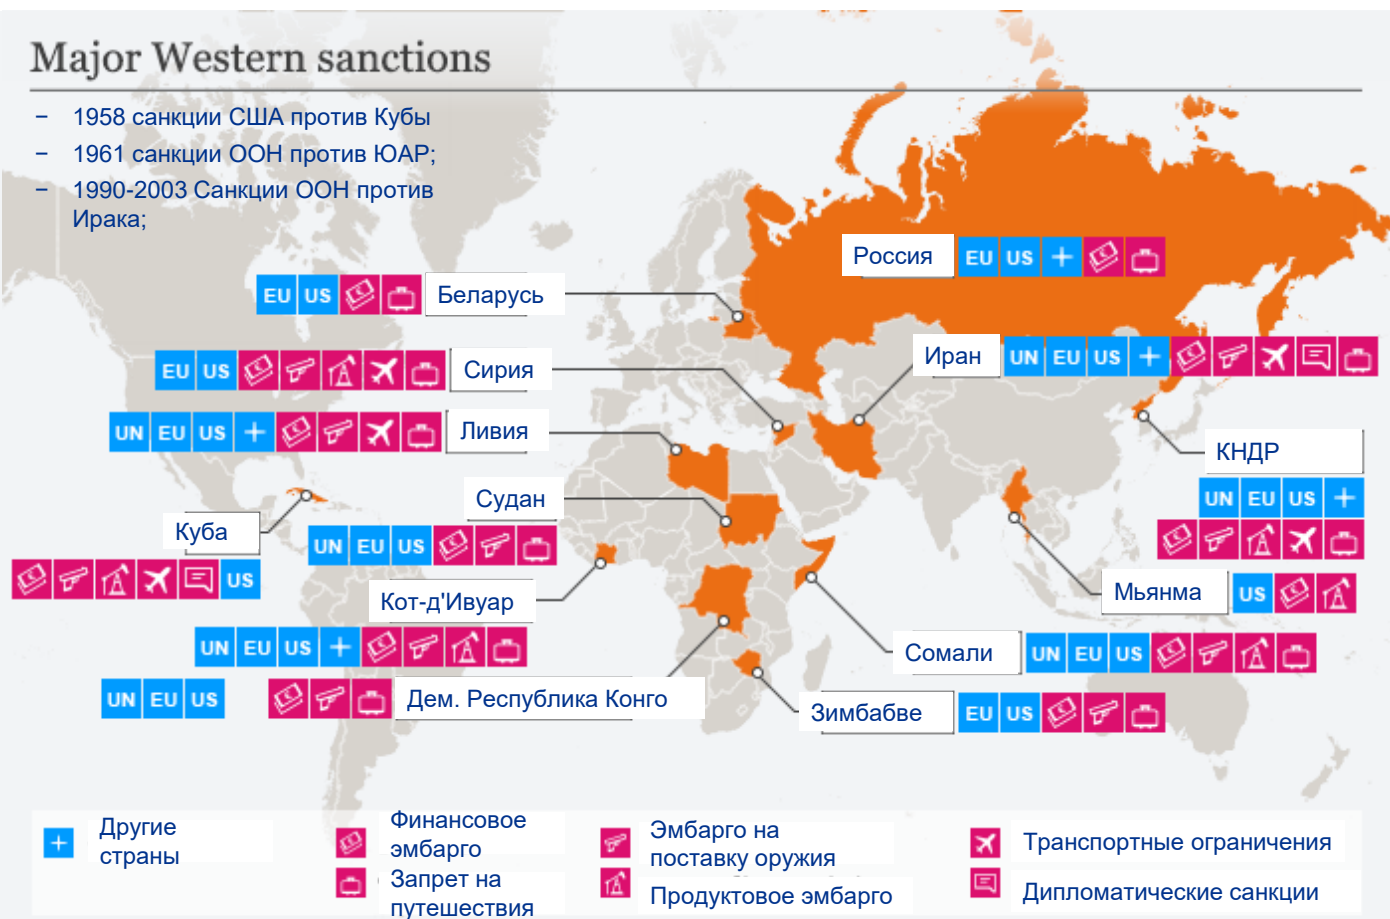 Major Western sanctions
− 1958 санкции США против Кубы
− 1961 санкции ООН против ЮАР;
− 1990-2003 Санкции ООН против
Ирака;
Россия EU US +
EU US Беларусь
Иран UN EU US +
EU US Сирия
UN EU US + Ливия
КНДР
UN EU US +
Судан
Куба
UN EU US
US
Мьянма US
Кот-д'Ивуар
UN EU US +
Сомали UN EU US
UN EU US Дем. Республика Конго
Зимбабве EU US
+ Другие
страны
Финансовое
эмбарго
Запрет на
путешествия
Эмбарго на
поставку оружия
Продуктовое эмбарго
Транспортные ограничения
Дипломатические санкции